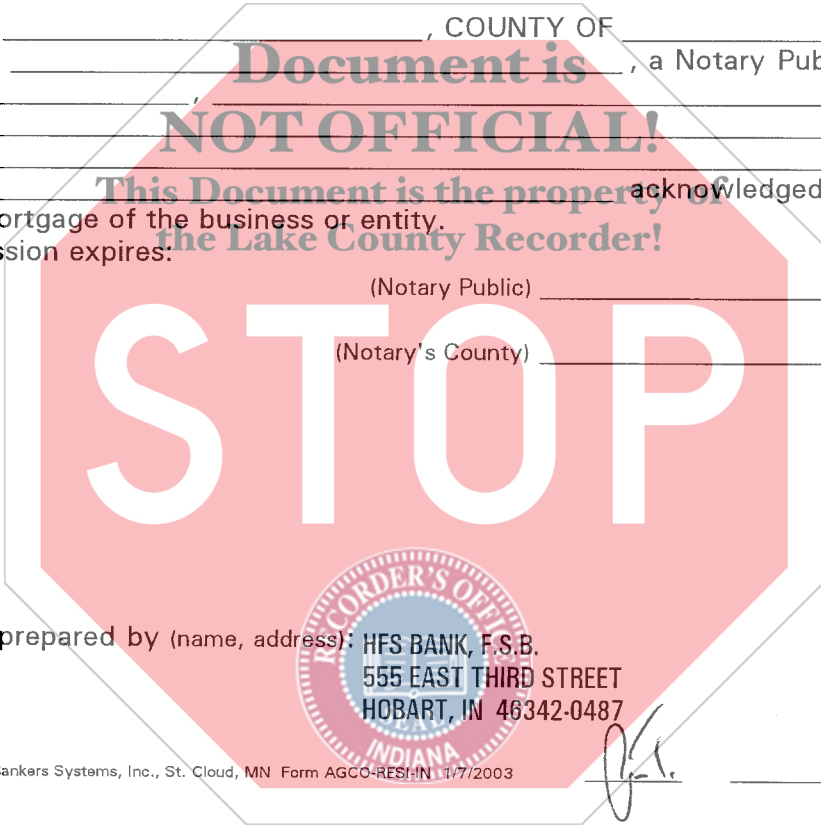 , COUNTY OF
Document is
, a Notary Pub
,
NOT OFFICIAL!
This Document is the property of
acknowledged
ortgage of the business or entity.
the Lake County Recorder!
ssion expires:
(Notary Public)
(Notary's County)
STOP
RECORDER'S OFFICE
prepared by (name, address): HFS BANK, F.S.B.
555 EAST THIRD STREET
HOBART, IN 46342-0487
SEAL
INDIANA
ankers Systems, Inc., St. Cloud, MN Form AGCO-RESI-IN 1/7/2003